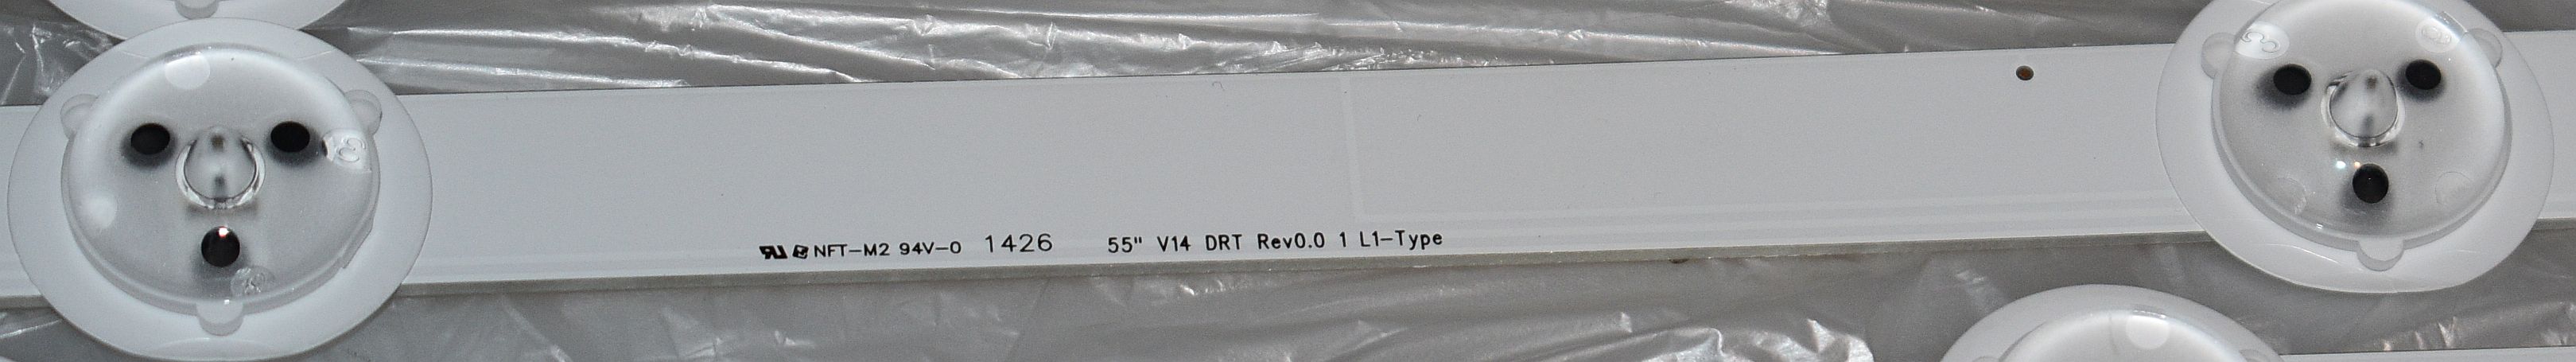 NFT-M2 94V-0 1426 55" V14 DRT Rev0.0 1 L1-Type